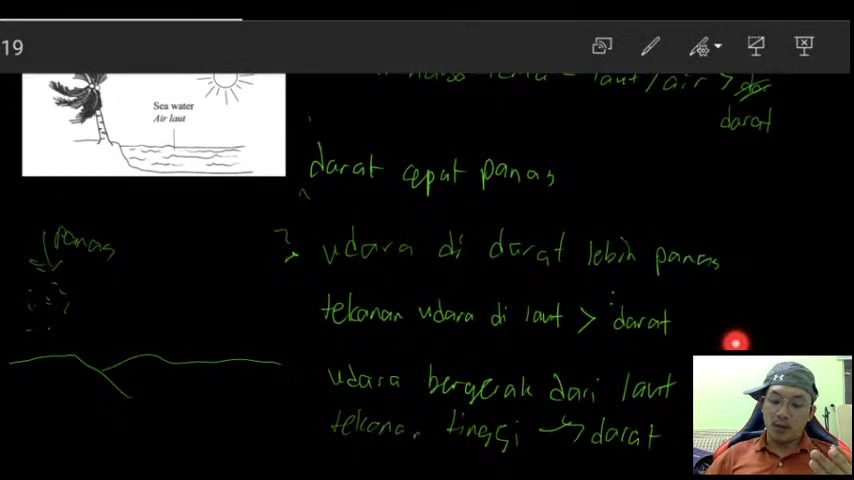 19
Sea water
Air laut
laut / air > dar
darat
darat cepat panas
panas
udara di darat lebih panas
tekanan udara di laut > darat
udara bergerak dari laut
tekanan tinggi → darat